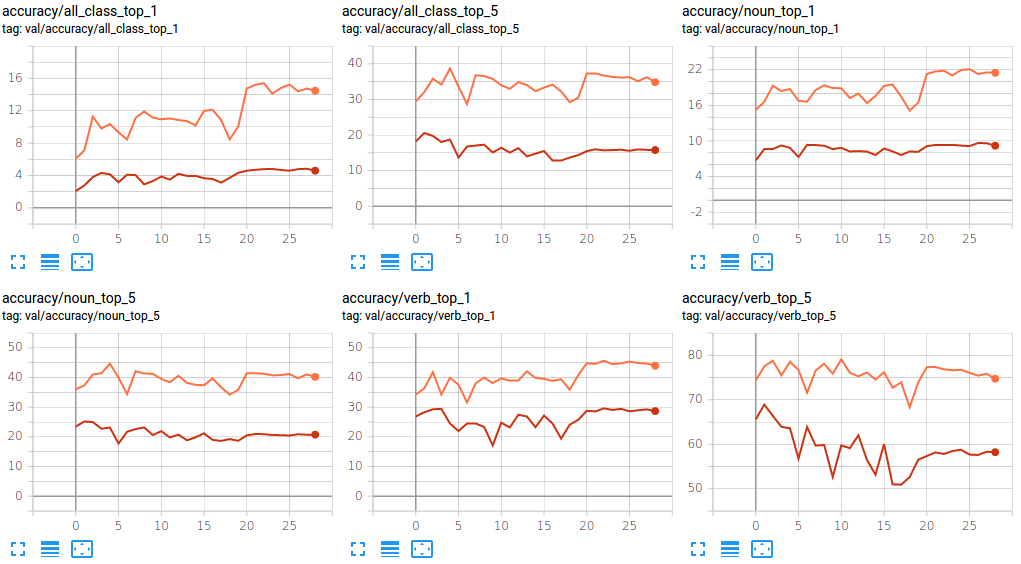 accuracy/all_class_top_1
tag: val/accuracy/all_class_top_1
16
12
8
4
0
0 5 10 15 20 25
accuracy/all_class_top_5
tag: val/accuracy/all_class_top_5
40
30
20
10
0
0 5 10 15 20 25
accuracy/noun_top_1
tag: val/accuracy/noun_top_1
22
16
10
4
-2
0 5 10 15 20 25
accuracy/noun_top_5
tag: val/accuracy/noun_top_5
50
40
30
20
10
0
0 5 10 15 20 25
accuracy/verb_top_1
tag: val/accuracy/verb_top_1
50
40
30
20
10
0
0 5 10 15 20 25
accuracy/verb_top_5
tag: val/accuracy/verb_top_5
80
70
60
50
0 5 10 15 20 25